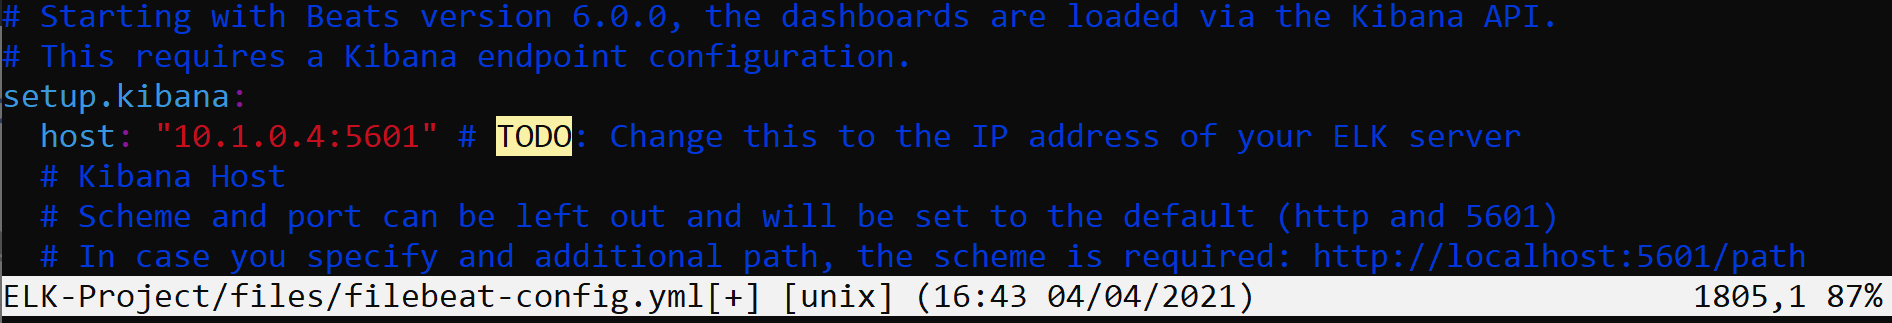 # Starting with Beats version 6.0.0, the dashboards are loaded via the Kibana API.
# This requires a Kibana endpoint configuration.
setup.kibana:
  host: "10.1.0.4:5601" # TODO: Change this to the IP address of your ELK server
  # Kibana Host
  # Scheme and port can be left out and will be set to the default (http and 5601)
  # In case you specify and additional path, the scheme is required: http://localhost:5601/path
ELK-Project/files/filebeat-config.yml[+] [unix] (16:43 04/04/2021) 1805,1 87%